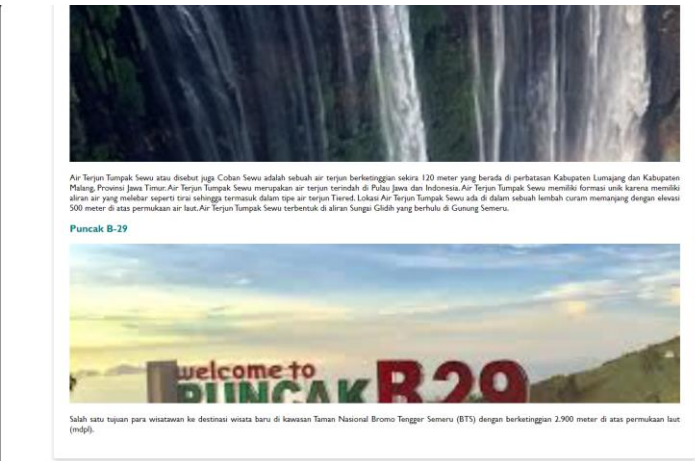 Air Terjun Tumpak Sewu atau disebut juga Coban Sewu adalah sebuah air terjun berketinggian sekira 120 meter yang berada di perbatasan Kabupaten Lumajang dan Kabupaten
Malang, Provinsi Jawa Timur. Air Terjun Tumpak Sewu merupakan air terjun terindah di Pulau Jawa dan Indonesia. Air Terjun Tumpak Sewu memiliki formasi unik karena memiliki
aliran air yang melebar seperti tirai sehingga termasuk dalam tipe air terjun Tiered. Lokasi Air Terjun Tumpak Sewu ada di dalam sebuah lembah curam memanjang dengan elevasi
500 meter di atas permukaan air laut. Air Terjun Tumpak Sewu terbentuk di aliran Sungai Glidih yang berhulu di Gunung Semeru.
Puncak B-29
welcome to
PUNCAK B29
Salah satu tujuan para wisatawan ke destinasi wisata baru di kawasan Taman Nasional Bromo Tengger Semeru (BTS) dengan berketinggian 2.900 meter di atas permukaan laut
(mdpl).